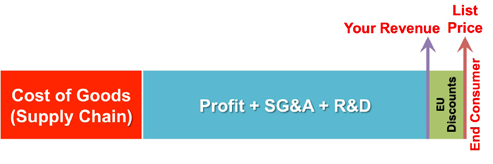 List
Price
Your Revenue
Cost of Goods
(Supply Chain)
Profit + SG&A + R&D
EU
Discounts
End Consumer